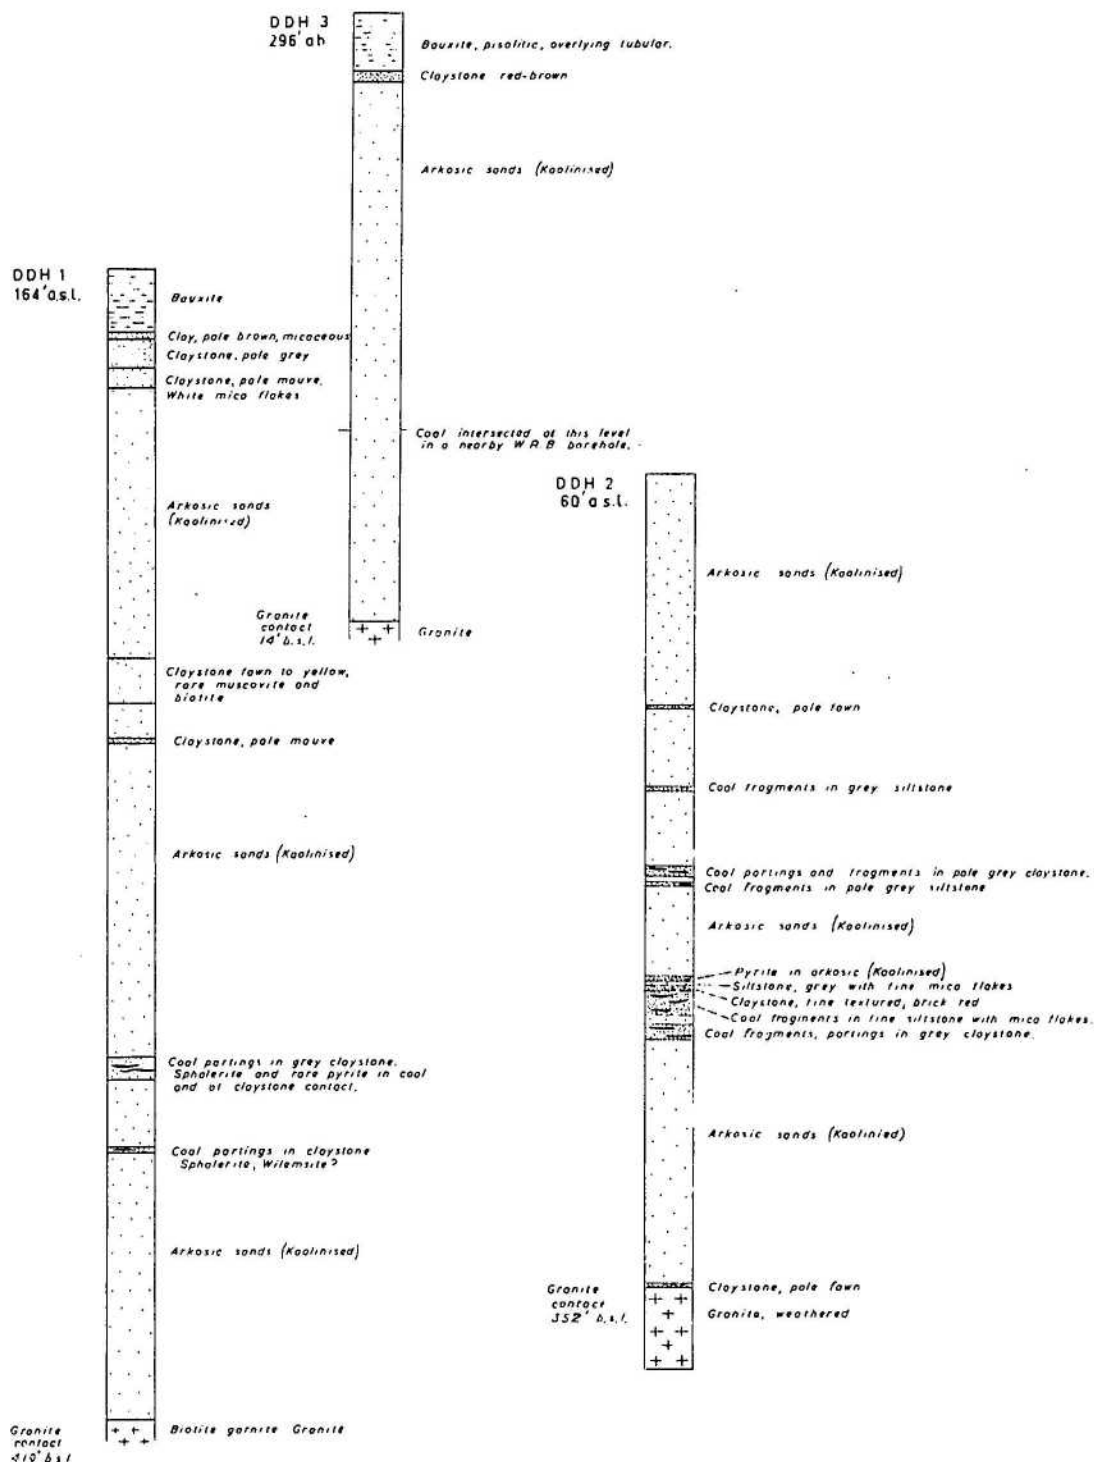 DDH 3
296' ah
Bauxite, pisolitic, overlying tubular.
Claystone red-brown
Arkosic sands (Kaolinised)
Coal intersected at this level
in a nearby W.R.B borehole.
Granite
contact
14' b.s.l.
Granite
DDH 1
164' a.s.l.
Bauxite
Clay, pale brown, micaceous
Claystone, pale grey
Claystone, pale mauve.
White mica flakes
Arkosic sands
(Kaolinised)
Claystone fawn to yellow,
rare muscovite and
biotite
Claystone, pale mauve
Arkosic sands (Kaolinised)
Coal partings in grey claystone.
Sphalerite and rare pyrite in coal
and at claystone contact.
Coal partings in claystone
Sphalerite, Wilemsite?
Arkosic sands (Kaolinised)
Granite
contact
b.s.l.
Biotite garnite Granite
DDH 2
60' a s.l.
Arkosic sands (Kaolinised)
Claystone, pale fawn
Coal fragments in grey siltstone
Coal partings and fragments in pale grey claystone.
Coal fragments in pale grey siltstone
Arkosic sands (Kaolinised)
Pyrite in arkosic (Kaolinised)
Siltstone, grey with fine mica flakes
Claystone, fine textured, brick red
Coal fragments in fine siltstone with mica flakes.
Coal fragments, partings in grey claystone.
Arkosic sands (Kaolinied)
Claystone, pale fawn
Granite
contact
352' b.s.l.
Granite, weathered